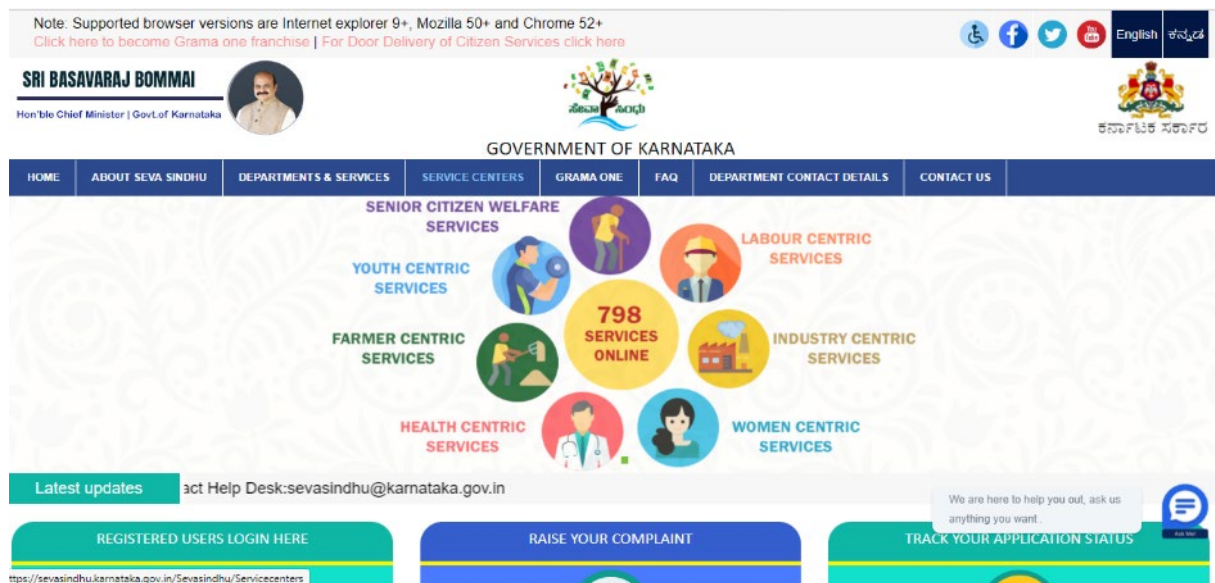 Note: Supported browser versions are Internet explorer 9+, Mozilla 50+ and Chrome 52+
Click here to become Grama one franchise | For Door Delivery of Citizen Services click here
You Tube
English ಕನ್ನಡ
SRI BASAVARAJ BOMMAI
Hon'ble Chief Minister | Govt.of Karnataka
ಸೇವಾ ಸಿಂಧು
ಕರ್ನಾಟಕ ಸರ್ಕಾರ
GOVERNMENT OF KARNATAKA
HOME ABOUT SEVA SINDHU DEPARTMENTS & SERVICES SERVICE CENTERS GRAMA ONE FAQ DEPARTMENT CONTACT DETAILS CONTACT US
SENIOR CITIZEN WELFARE
SERVICES
LABOUR CENTRIC
SERVICES
YOUTH CENTRIC
SERVICES
798
SERVICES
ONLINE
FARMER CENTRIC
SERVICES
INDUSTRY CENTRIC
SERVICES
HEALTH CENTRIC
SERVICES
WOMEN CENTRIC
SERVICES
Latest updates act Help Desk:sevasindhu@karnataka.gov.in
We are here to help you out, ask us
anything you want .
Ask Me!
REGISTERED USERS LOGIN HERE
RAISE YOUR COMPLAINT
TRACK YOUR APPLICATION STATUS
ttps://sevasindhu.karnataka.gov.in/Sevasindhu/Servicecenters